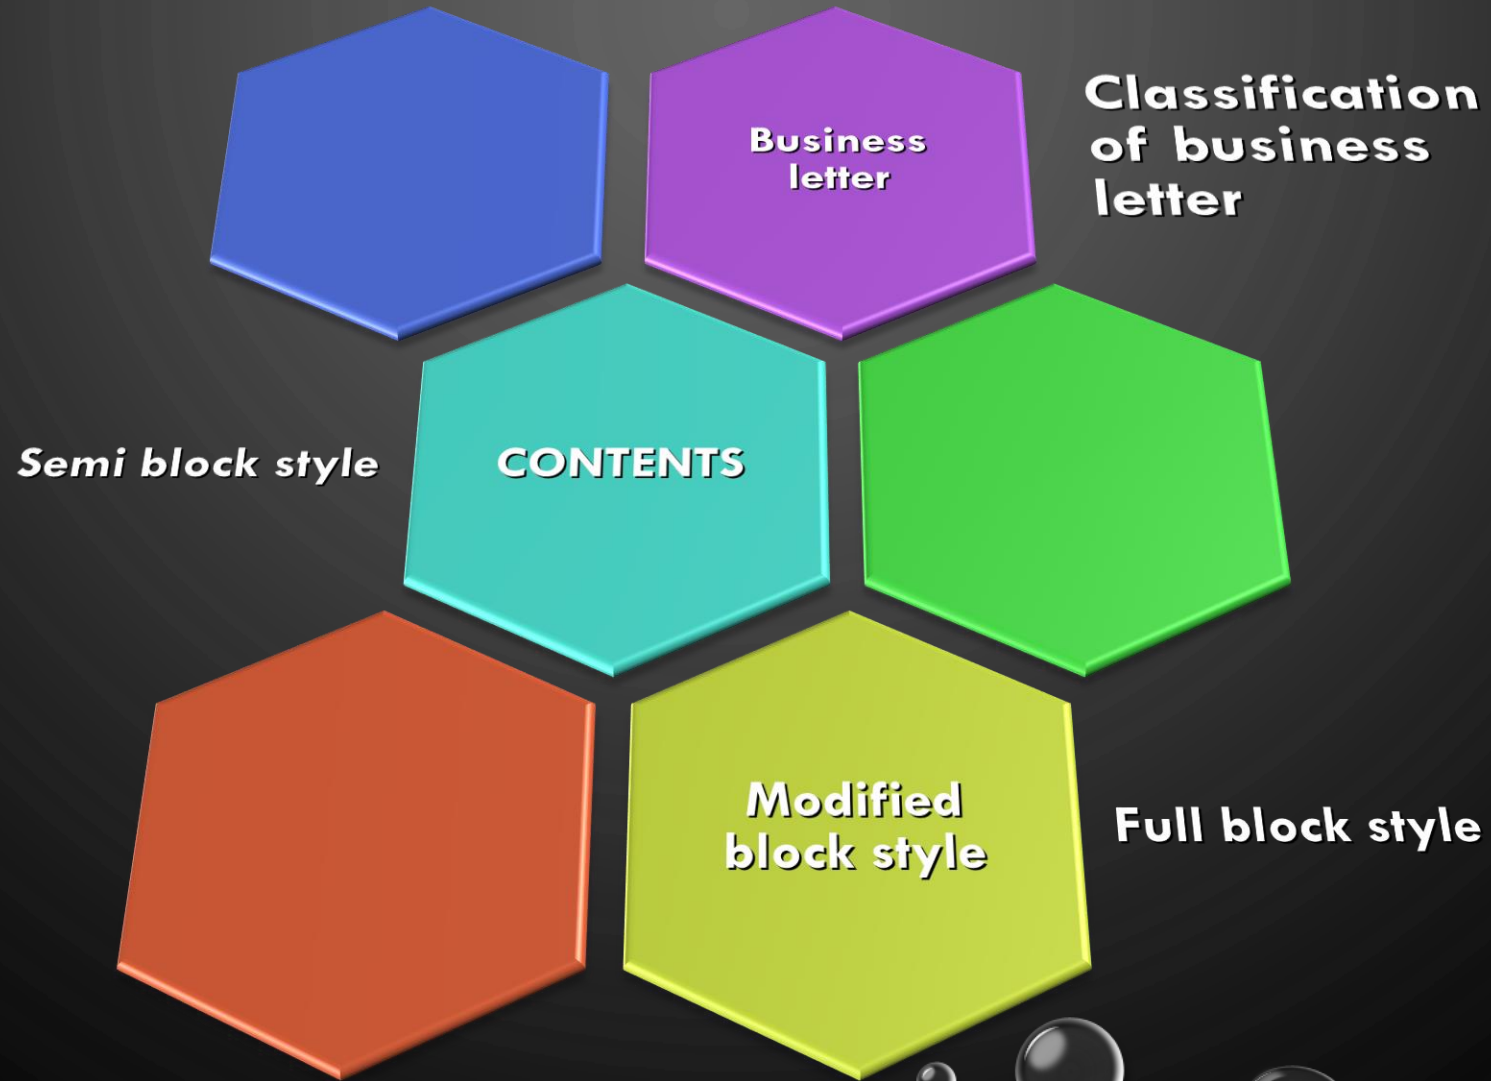 Business
letter
Classification
of business
letter
Semi block style
CONTENTS
Modified
block style
Full block style